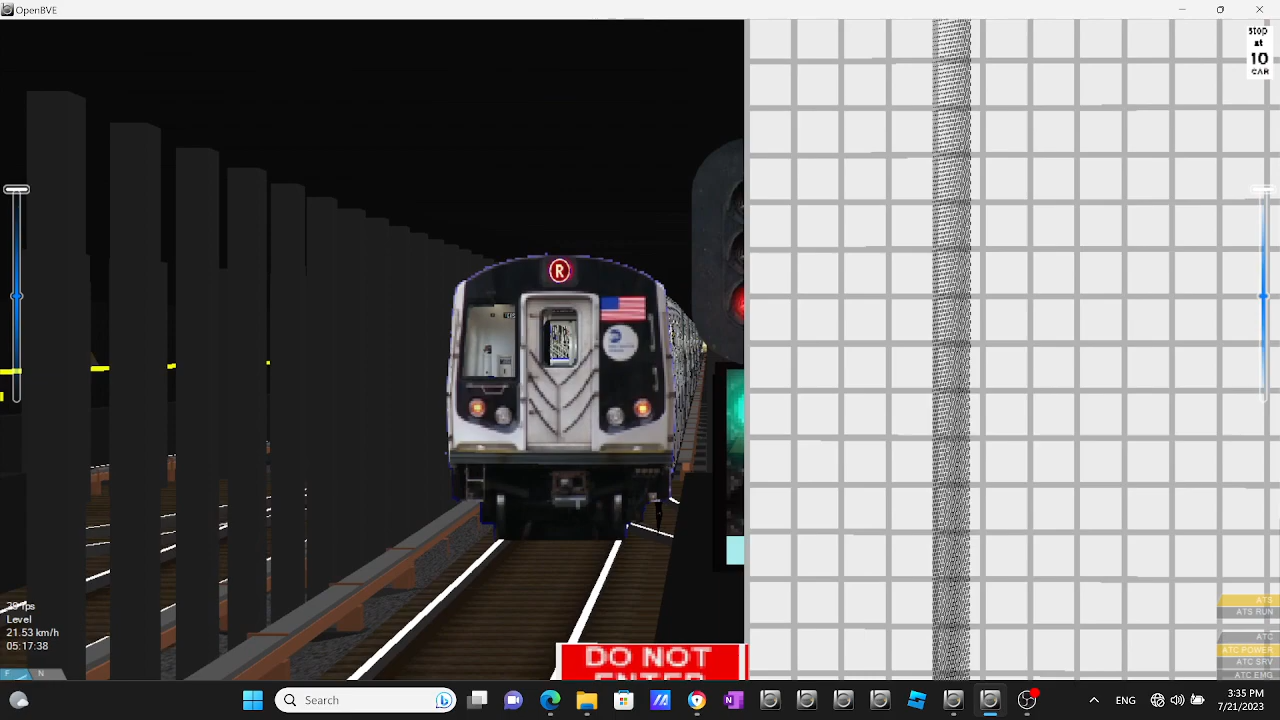 OpenBVE
Stop
at
10
CAR
R
Level
21.53 km/h
05:17:38
F N
DO NOT
ENTER
ATS
ATS RUN
ATC
ATC POWER
ATC SRV
ATC EMG
Search
ENG
3:35 PM
7/21/2023